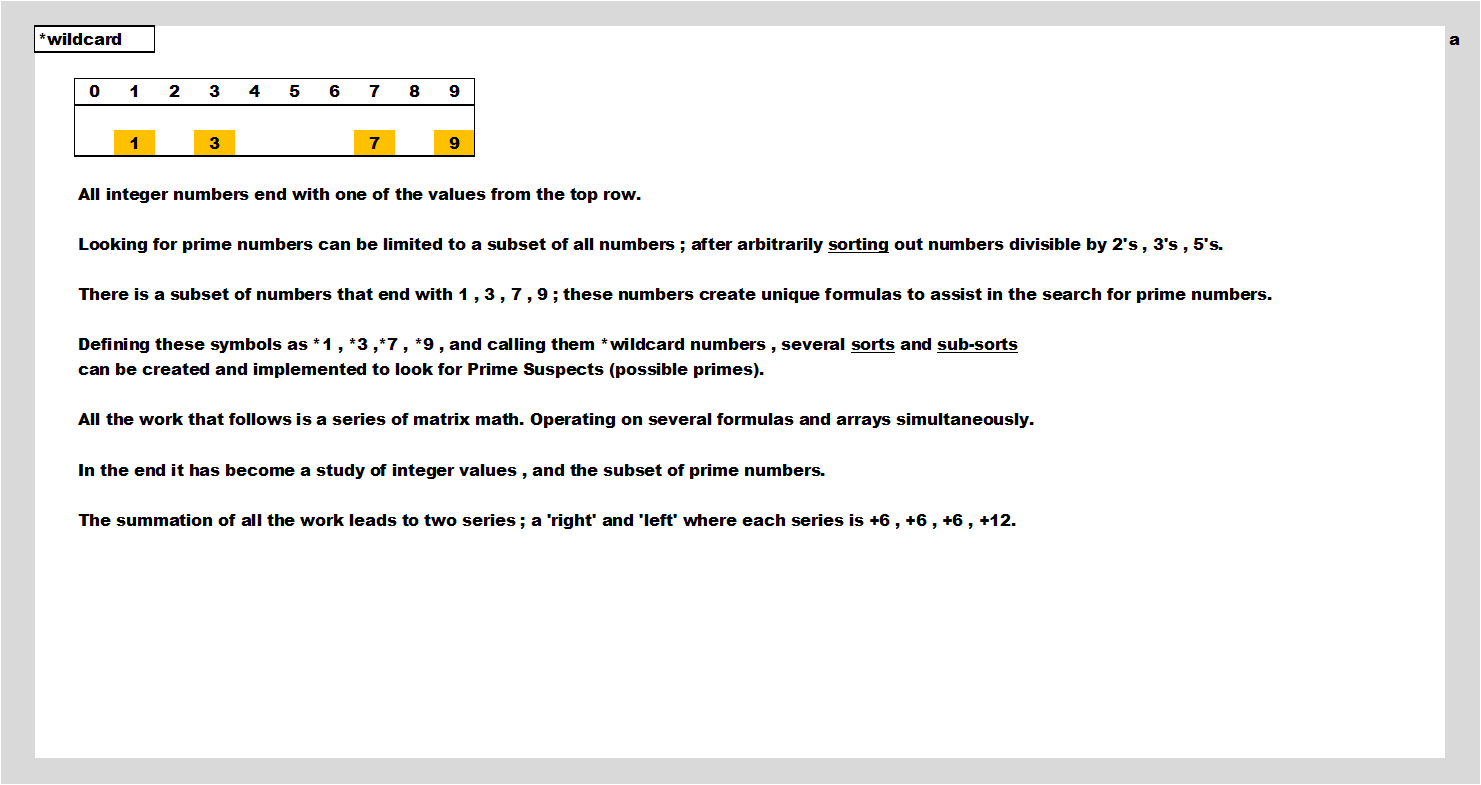 *wildcard
a
0 1 2 3 4 5 6 7 8 9
1 3 7 9
All integer numbers end with one of the values from the top row.
Looking for prime numbers can be limited to a subset of all numbers ; after arbitrarily sorting out numbers divisible by 2's , 3's , 5's.
There is a subset of numbers that end with 1 , 3 , 7 , 9 ; these numbers create unique formulas to assist in the search for prime numbers.
Defining these symbols as *1 , *3 ,*7 , *9 , and calling them *wildcard numbers , several sorts and sub-sorts
can be created and implemented to look for Prime Suspects (possible primes).
All the work that follows is a series of matrix math. Operating on several formulas and arrays simultaneously.
In the end it has become a study of integer values , and the subset of prime numbers.
The summation of all the work leads to two series ; a 'right' and 'left' where each series is +6 , +6 , +6 , +12.